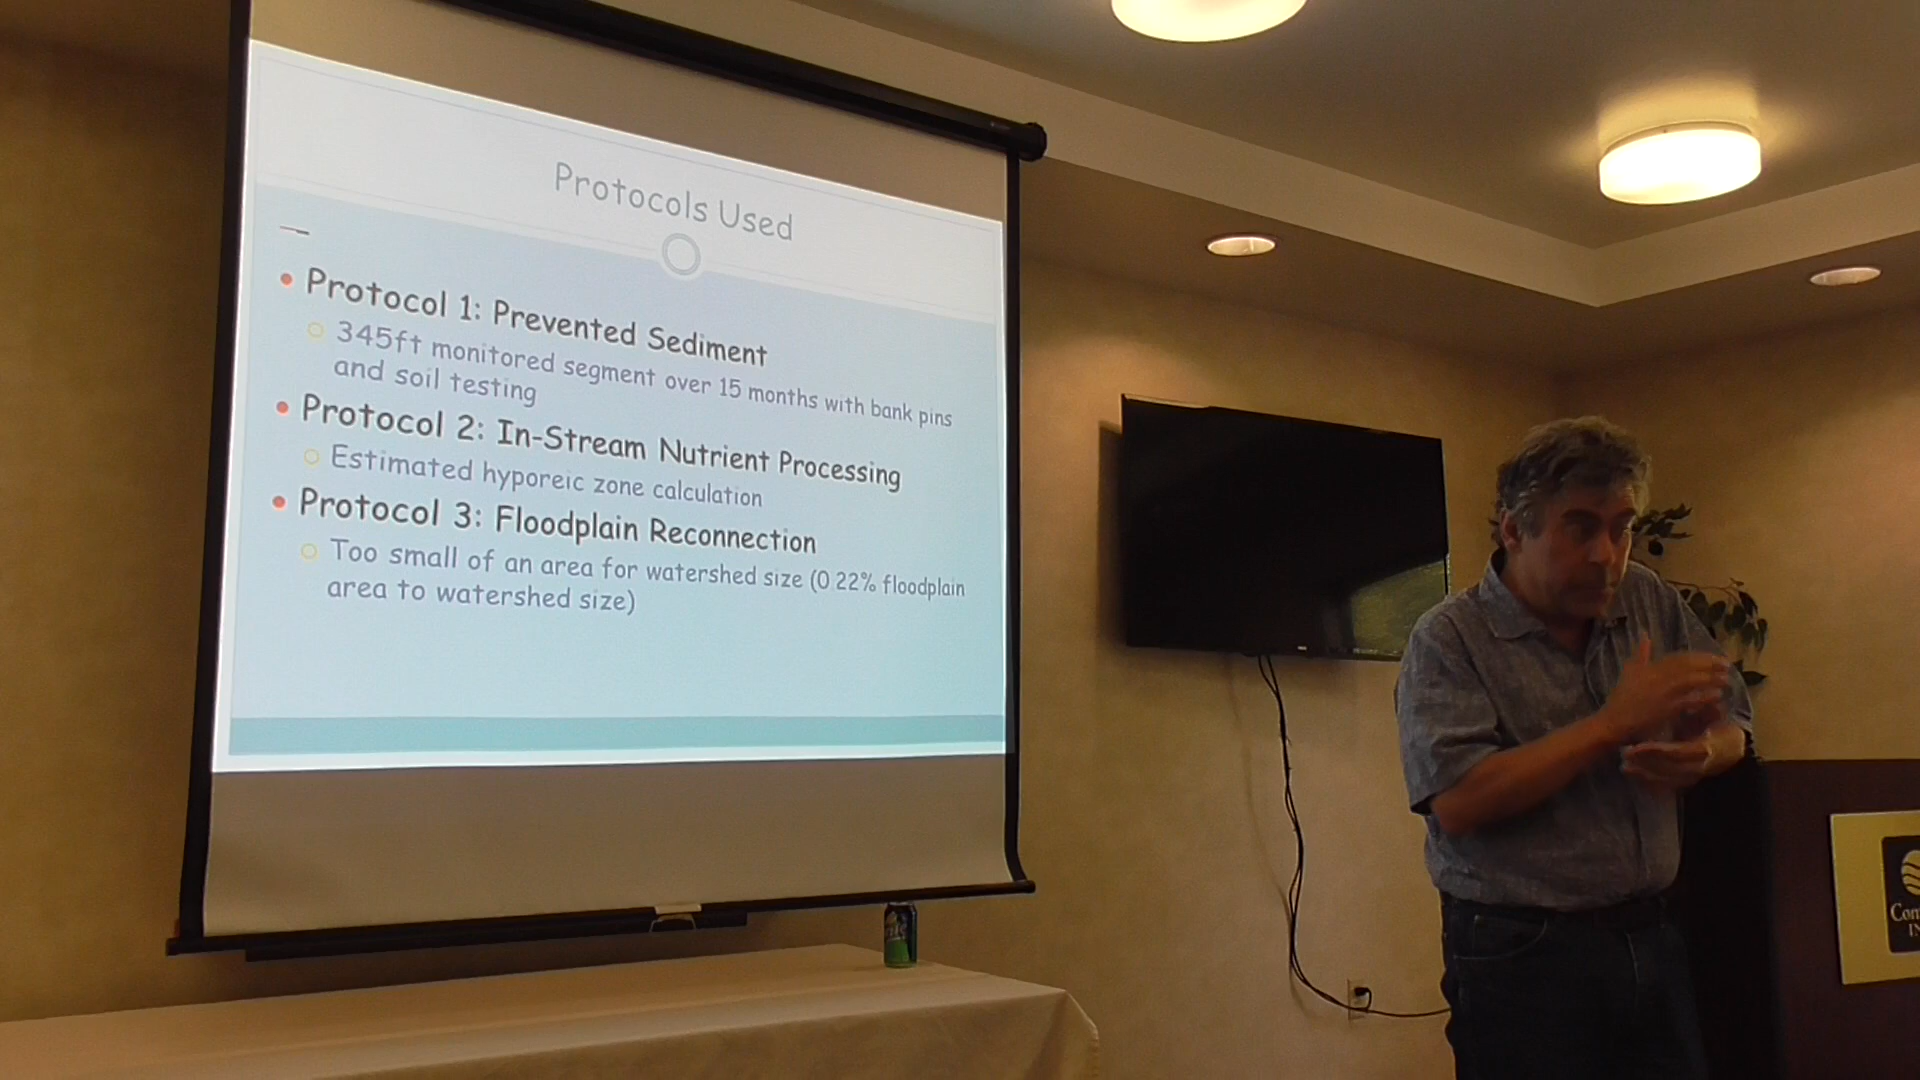 Protocols Used
Protocol 1: Prevented Sediment
345ft monitored segment over 15 months with bank pins
and soil testing
Protocol 2: In-Stream Nutrient Processing
Estimated hyporeic zone calculation
Protocol 3: Floodplain Reconnection
Too small of an area for watershed size (0 22% floodplain
area to watershed size)